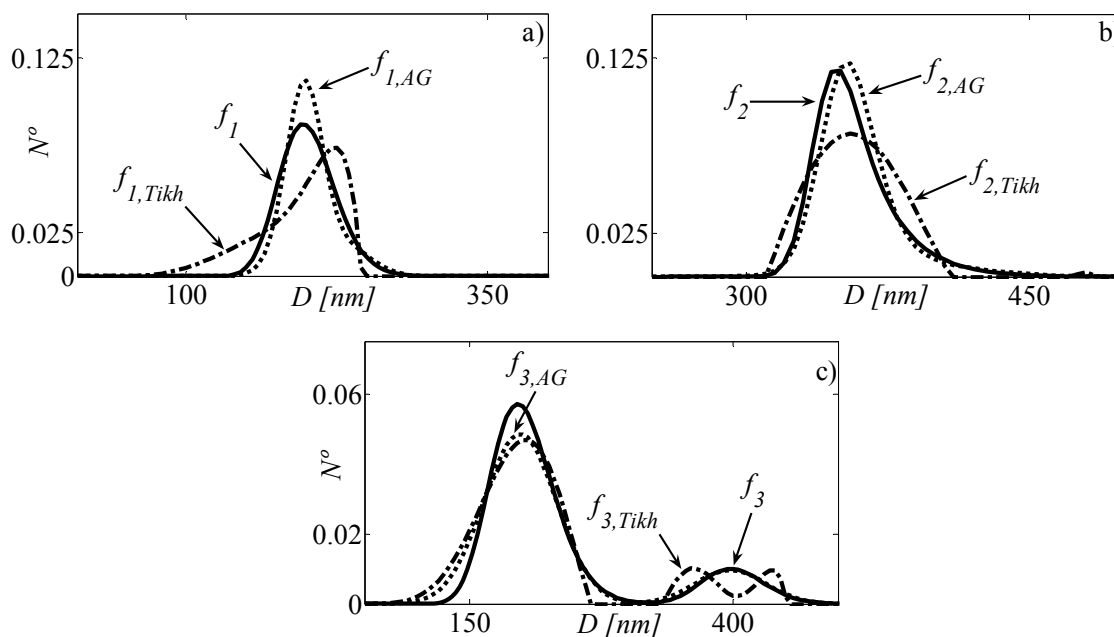 a)
0.125
f1,AG
f1
Nº
f1,Tikh
0.025
0
100
D [nm]
350
b)
0.125
f2,AG
f2
f2,Tikh
0.025
300
D [nm]
450
c)
0.06
f3,AG
Nº
f3,Tikh
f3
0.02
0
150
D [nm]
400